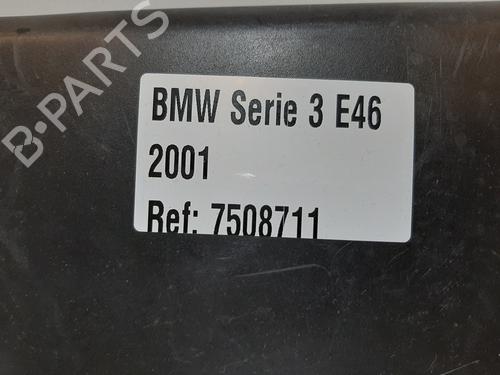 B-PARTS
BMW Serie 3 E46
2001
Ref: 7508711